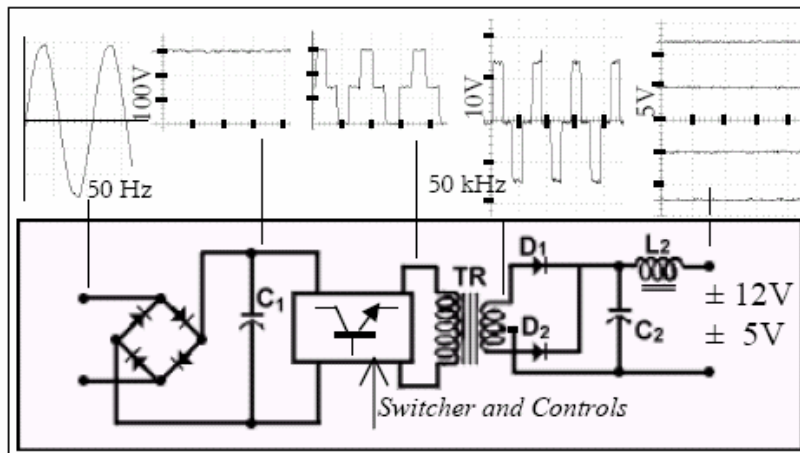 100V
10V
5V
50 Hz
50 kHz
D1
L2
TR
C1
± 12V
D2
C2
± 5V
Switcher and Controls